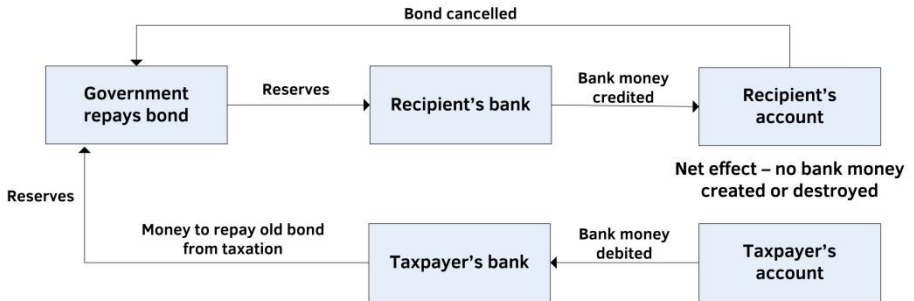 Bond cancelled
Government
repays bond
Reserves
Recipient's bank
Bank money
credited
Recipient's
account
Net effect – no bank money
created or destroyed
Reserves
Money to repay old bond
from taxation
Taxpayer's bank
Bank money
debited
Taxpayer's
account